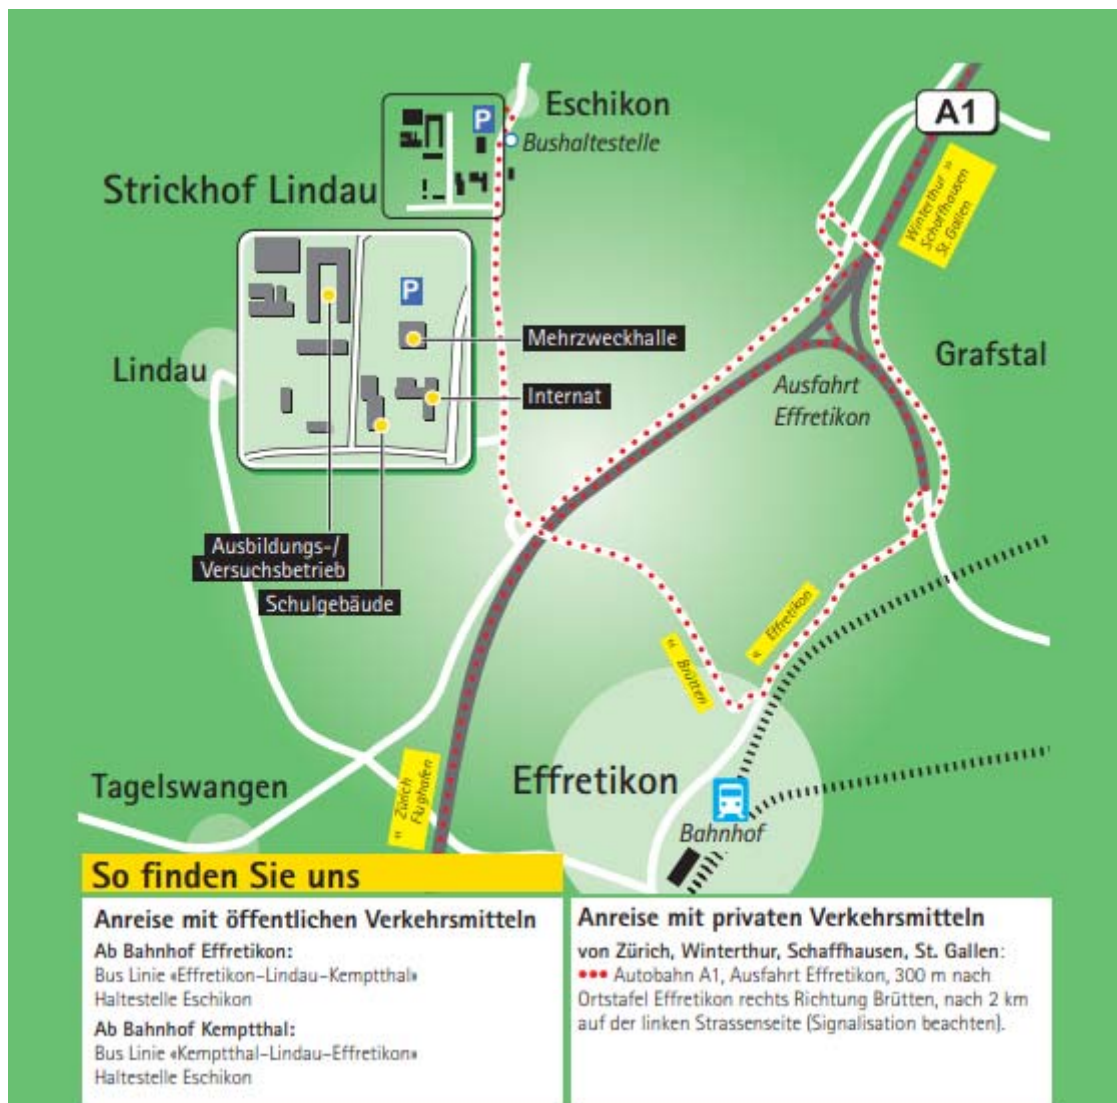 Eschikon
P
A1
Bushaltestelle
Strickhof Lindau
Winterthur »
Schaffhausen
St. Gallen
P
Mehrzweckhalle
Grafstal
Lindau
Ausfahrt
Effretikon
Internat
Ausbildungs-/
Versuchsbetrieb
Schulgebäude
« Effretikon
« Brütten
Effretikon
« Zürich
Flughafen
Tagelswangen
Bahnhof
So finden Sie uns
Anreise mit öffentlichen Verkehrsmitteln
Ab Bahnhof Effretikon:
Bus Linie «Effretikon–Lindau–Kemptthal»
Haltestelle Eschikon
Ab Bahnhof Kemptthal:
Bus Linie «Kemptthal–Lindau–Effretikon»
Haltestelle Eschikon
Anreise mit privaten Verkehrsmitteln
von Zürich, Winterthur, Schaffhausen, St. Gallen:
••• Autobahn A1, Ausfahrt Effretikon, 300 m nach
Ortstafel Effretikon rechts Richtung Brütten, nach 2 km
auf der linken Strassenseite (Signalisation beachten).